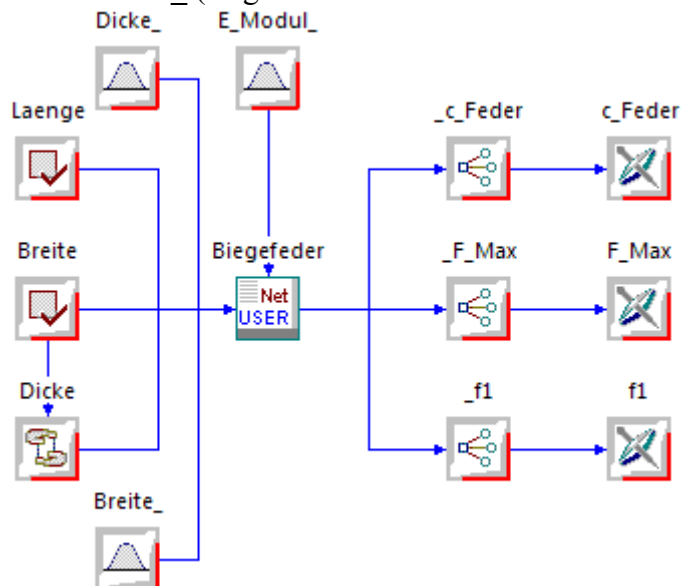 Dicke_ E_Modul_
Laenge _c_Feder c_Feder
Breite Biegefeder _F_Max F_Max
Net
USER
Dicke _f1 f1
Breite_